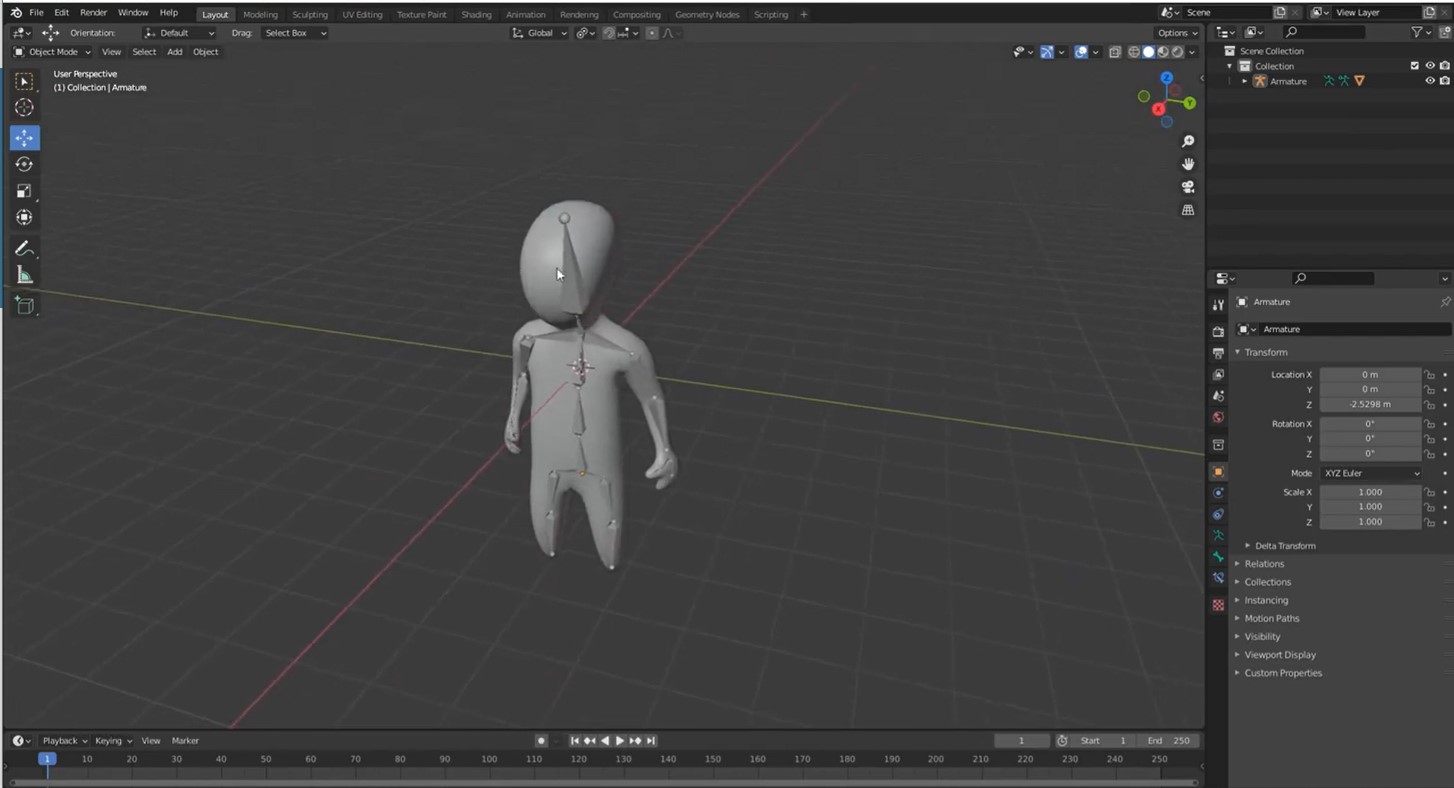 File Edit Render Window Help Layout Modeling Sculpting UV Editing Texture Paint Shading Animation Rendering Compositing Geometry Nodes Scripting + Scene View Layer
Orientation: Default Drag: Select Box Global Options
Object Mode View Select Add Object
User Perspective
(1) Collection | Armature
Z
Y
X
Scene Collection
Collection
Armature
Armature
Armature
Transform
Location X 0 m
Y 0 m
Z -2.5298 m
Rotation X 0°
Y 0°
Z 0°
Mode XYZ Euler
Scale X 1.000
Y 1.000
Z 1.000
Delta Transform
Relations
Collections
Instancing
Motion Paths
Visibility
Viewport Display
Custom Properties
Playback Keying View Marker 1 Start 1 End 250
1 10 20 30 40 50 60 70 80 90 100 110 120 130 140 150 160 170 180 190 200 210 220 230 240 250